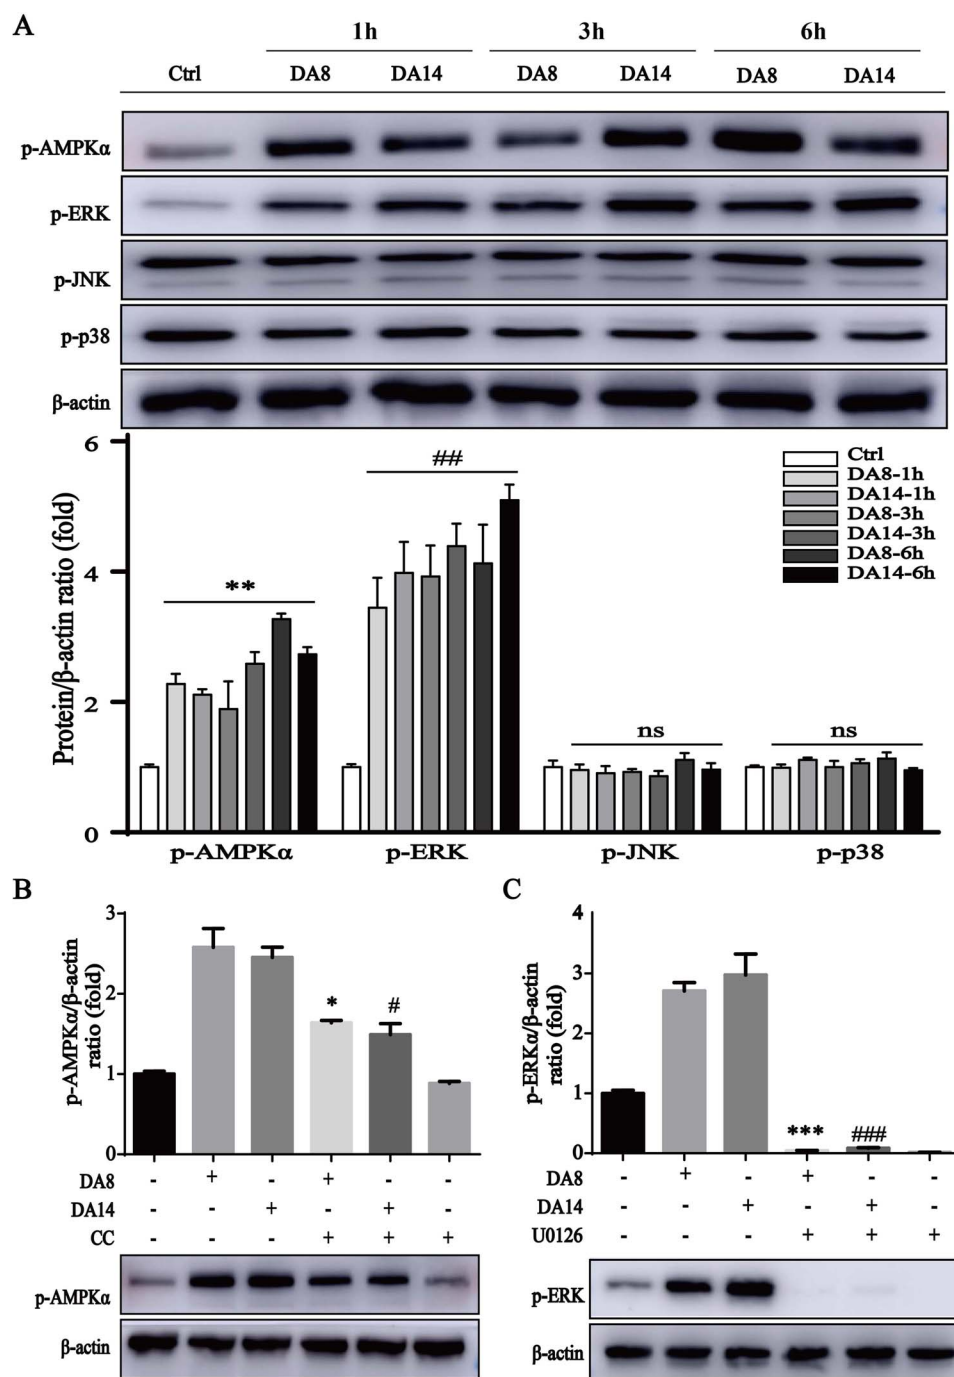 A
1h 3h 6h
Ctrl DA8 DA14 DA8 DA14 DA8 DA14
p-AMPKα
p-ERK
p-JNK
p-p38
β-actin
Protein/β-actin ratio (fold)
6
4
2
0
** ## ns ns
Ctrl
DA8-1h
DA14-1h
DA8-3h
DA14-3h
DA8-6h
DA14-6h
p-AMPKα p-ERK p-JNK p-p38
B
p-AMPKα/β-actin
ratio (fold)
3
2
1
0
* #
DA8 - + - + - -
DA14 - - + - + -
CC - - - + + +
p-AMPKα
β-actin
C
p-ERKα/β-actin
ratio (fold)
4
3
2
1
0
*** ###
DA8 - + - + - -
DA14 - - + - + -
U0126 - - - + + +
p-ERK
β-actin